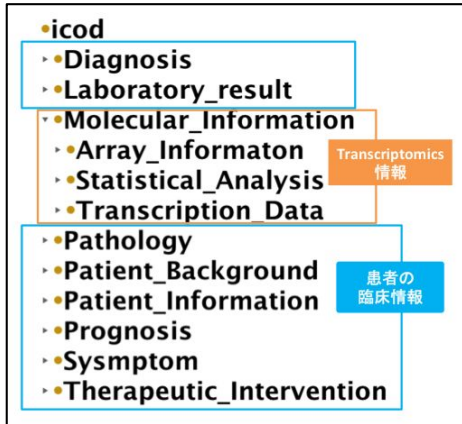 icod
Diagnosis
Laboratory_result
Molecular_Information
Array_Informaton
Statistical_Analysis
Transcription_Data
Transcriptomics
情報
Pathology
Patient_Background
Patient_Information
Prognosis
Sysmptom
Therapeutic_Intervention
患者の
臨床情報